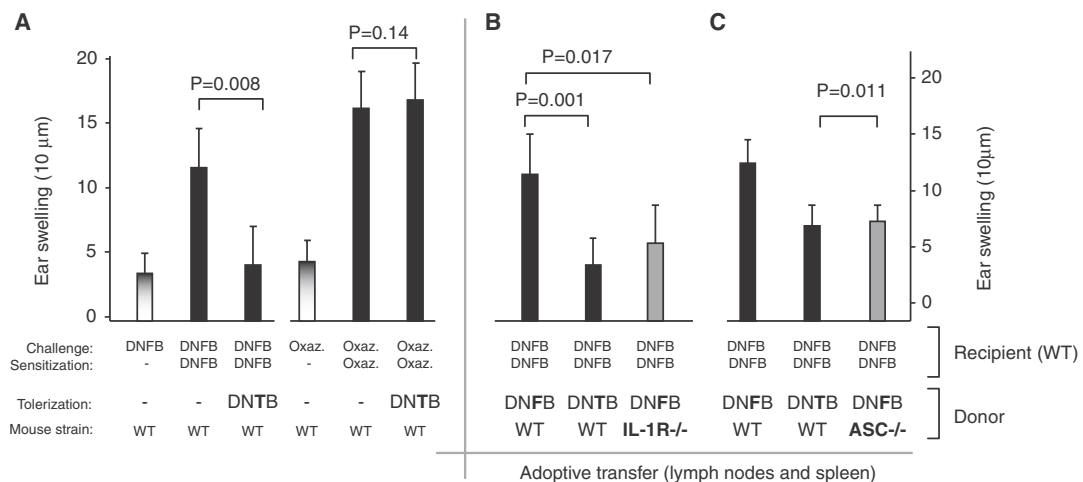 A
B
C
P=0.14
P=0.008
P=0.017
P=0.001
P=0.011
20
15
10
5
0
Ear swelling (10 μm)
20
15
10
5
0
Ear swelling (10μm)
Challenge: DNFB DNFB DNFB Oxaz. Oxaz. Oxaz. DNFB DNFB DNFB DNFB DNFB DNFB
Sensitization: - DNFB DNFB - Oxaz. Oxaz. DNFB DNFB DNFB DNFB DNFB DNFB
Recipient (WT)
Tolerization: - - DNTB - - DNTB DNFB DNTB DNFB DNFB DNTB DNFB
Mouse strain: WT WT WT WT WT WT WT WT IL-1R-/- WT WT ASC-/-
Donor
Adoptive transfer (lymph nodes and spleen)